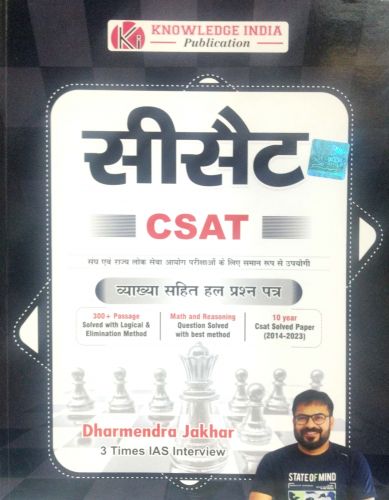 Ki KNOWLEDGE INDIA
Publication
सीसैट
CSAT
संघ एवं राज्य लोक सेवा आयोग परीक्षाओं के लिए समान रूप से उपयोगी
व्याख्या सहित हल प्रश्न पत्र
300+ Passage
Solved with Logical &
Elimination Method
Math and Reasoning
Question Solved
with best method
10 year
Csat Solved Paper
(2014-2023)
Dharmendra Jakhar
3 Times IAS Interview
STATE OF MIND